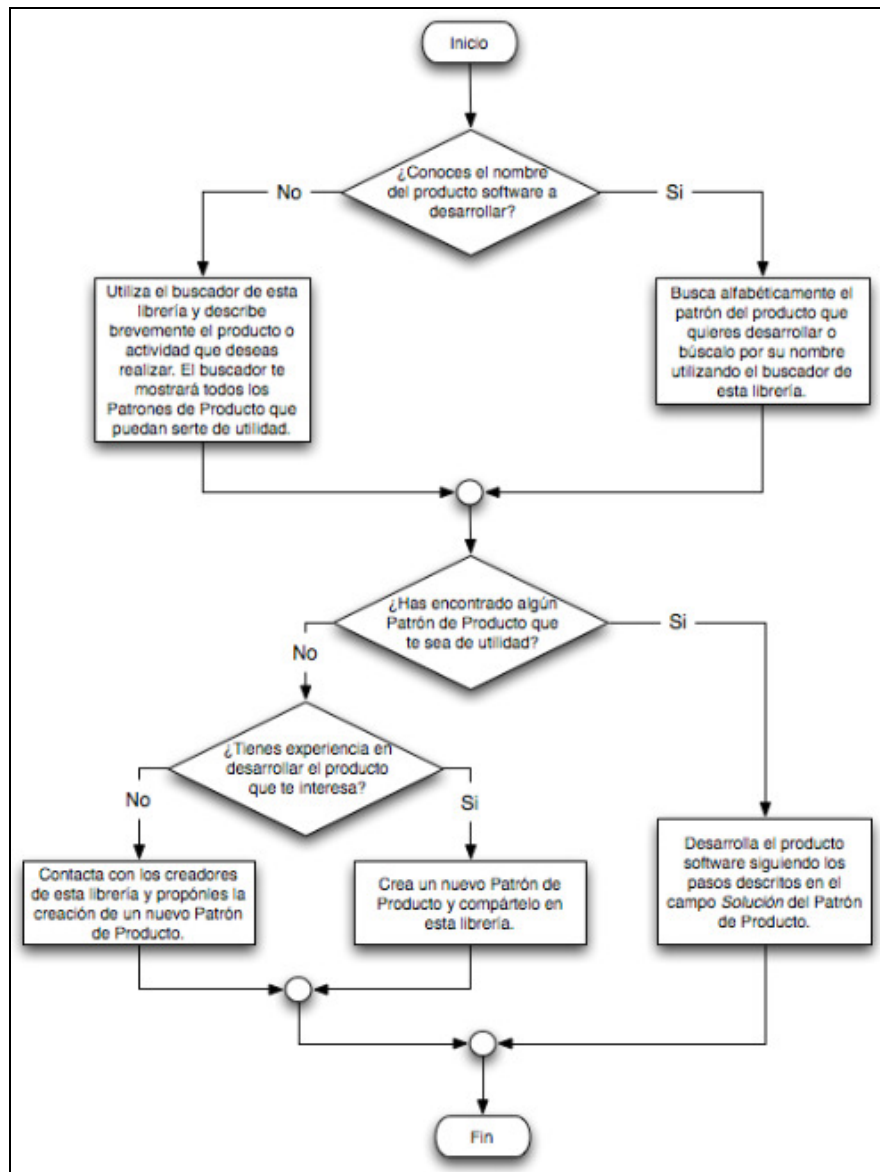 Inicio
¿Conoces el nombre
del producto software a
desarrollar?
No
Si
Utiliza el buscador de esta
librería y describe
brevemente el producto o
actividad que deseas
realizar. El buscador te
mostrará todos los
Patrones de Producto que
puedan serte de utilidad.
Busca alfabéticamente el
patrón del producto que
quieres desarrollar o
búscalo por su nombre
utilizando el buscador de
esta librería.
¿Has encontrado algún
Patrón de Producto que
te sea de utilidad?
No
Si
¿Tienes experiencia en
desarrollar el producto
que te interesa?
No
Si
Contacta con los creadores
de esta librería y propónles la
creación de un nuevo Patrón
de Producto.
Crea un nuevo Patrón de
Producto y compártelo en
esta librería.
Desarrolla el producto
software siguiendo los
pasos descritos en el
campo Solución del Patrón
de Producto.
Fin